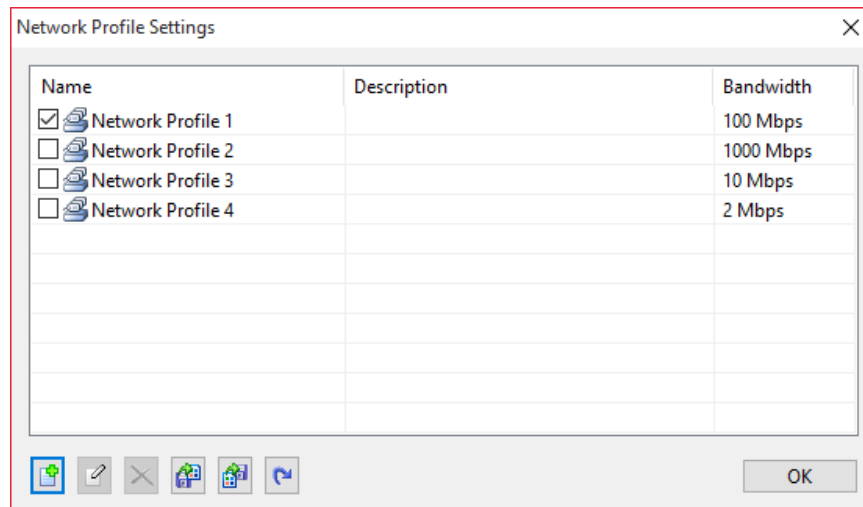 Network Profile Settings
Name Description Bandwidth
Network Profile 1 100 Mbps
Network Profile 2 1000 Mbps
Network Profile 3 10 Mbps
Network Profile 4 2 Mbps
OK